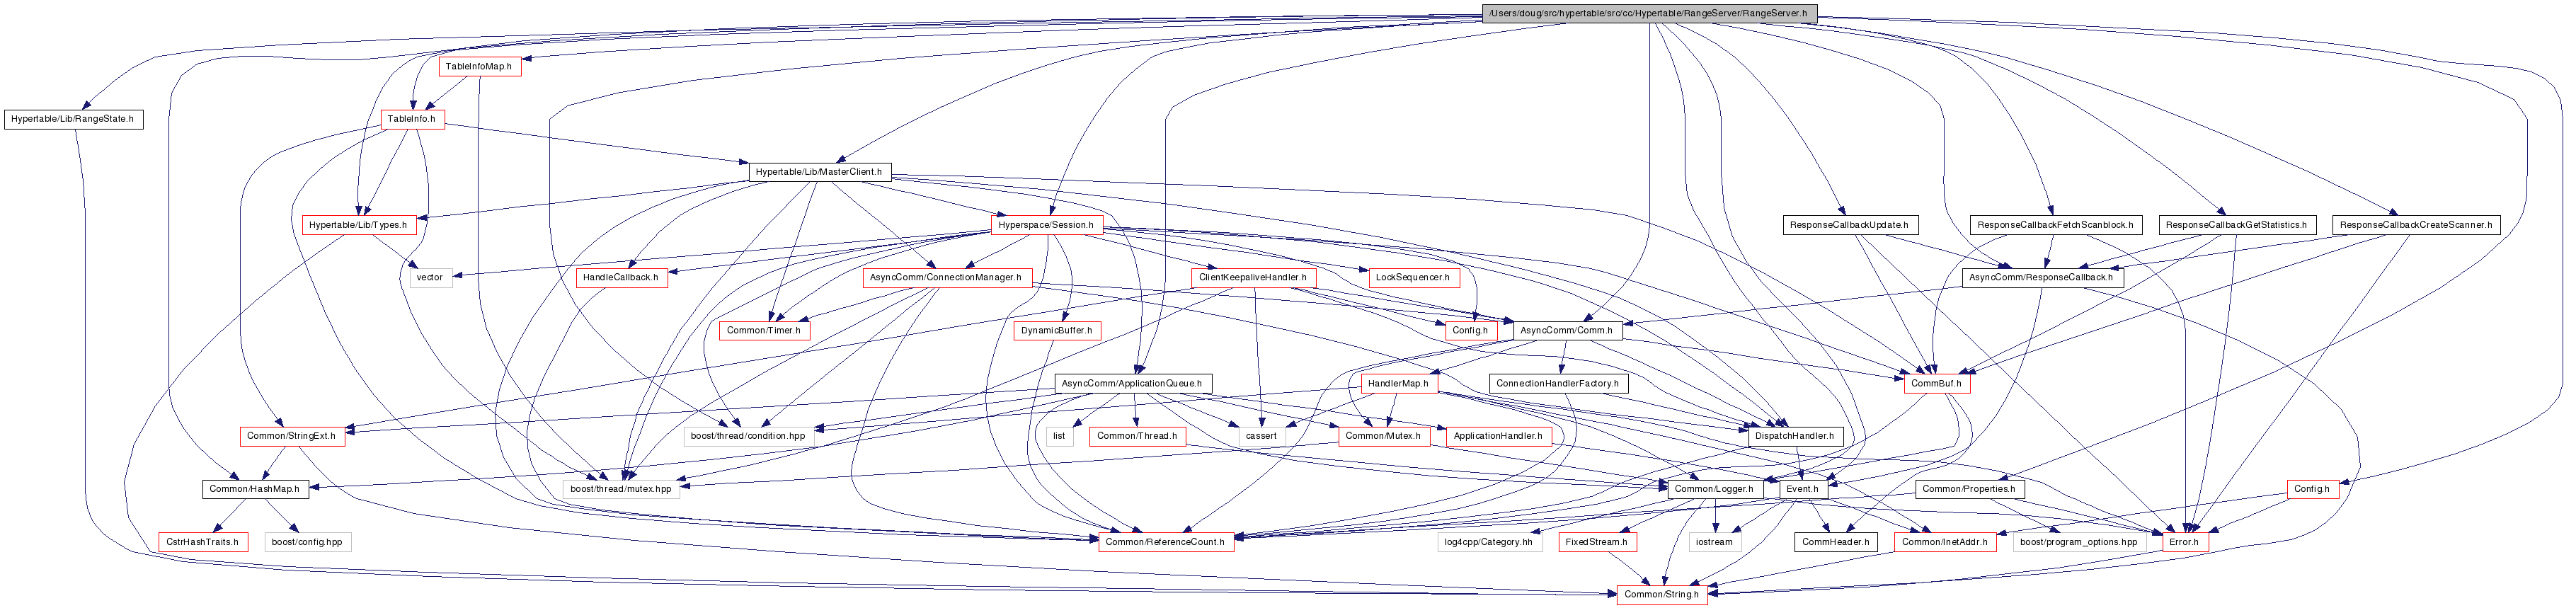 /Users/doug/src/hypertable/src/cc/Hypertable/RangeServer/RangeServer.h
TableInfoMap.h
Hypertable/Lib/RangeState.h
TableInfo.h
Hypertable/Lib/MasterClient.h
Hypertable/Lib/Types.h
Hyperspace/Session.h
ResponseCallbackUpdate.h
ResponseCallbackFetchScanblock.h
ResponseCallbackGetStatistics.h
ResponseCallbackCreateScanner.h
vector
HandleCallback.h
AsyncComm/ConnectionManager.h
ClientKeepaliveHandler.h
LockSequencer.h
AsyncComm/ResponseCallback.h
Common/Timer.h
DynamicBuffer.h
Config.h
AsyncComm/Comm.h
AsyncComm/ApplicationQueue.h
HandlerMap.h
ConnectionHandlerFactory.h
CommBuf.h
Common/StringExt.h
boost/thread/condition.hpp
list
Common/Thread.h
cassert
Common/Mutex.h
ApplicationHandler.h
DispatchHandler.h
Common/HashMap.h
boost/thread/mutex.hpp
Common/Logger.h
Event.h
Common/Properties.h
Config.h
CstrHashTraits.h
boost/config.hpp
Common/ReferenceCount.h
log4cpp/Category.hh
FixedStream.h
iostream
CommHeader.h
Common/InetAddr.h
boost/program_options.hpp
Error.h
Common/String.h